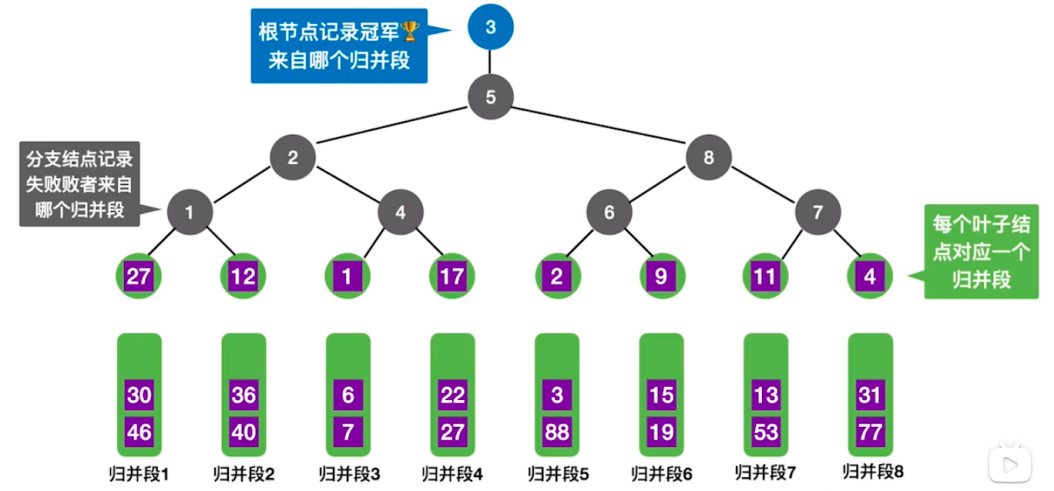 根节点记录冠军🏆
来自哪个归并段
3
5
2
8
分支结点记录
失败败者来自
哪个归并段
1
4
6
7
每个叶子结
点对应一个
归并段
27 12 1 17 2 9 11 4
30 36 6 22 3 15 13 31
46 40 7 27 88 19 53 77
归并段1 归并段2 归并段3 归并段4 归并段5 归并段6 归并段7 归并段8